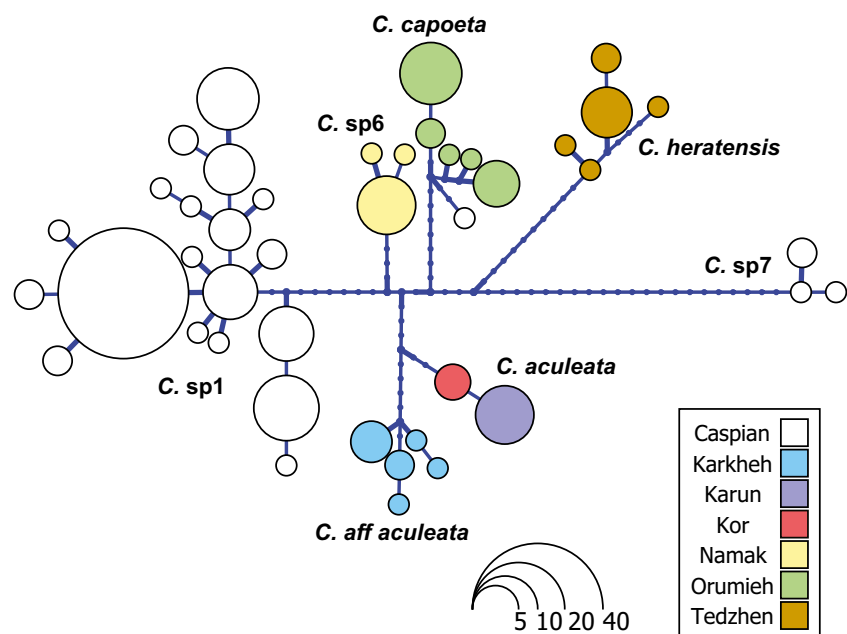 C. capoeta
C. sp6
C. heratensis
C. sp7
C. sp1
C. aculeata
C. aff aculeata
Caspian
Karkheh
Karun
Kor
Namak
Orumieh
Tedzhen
5 10 20 40